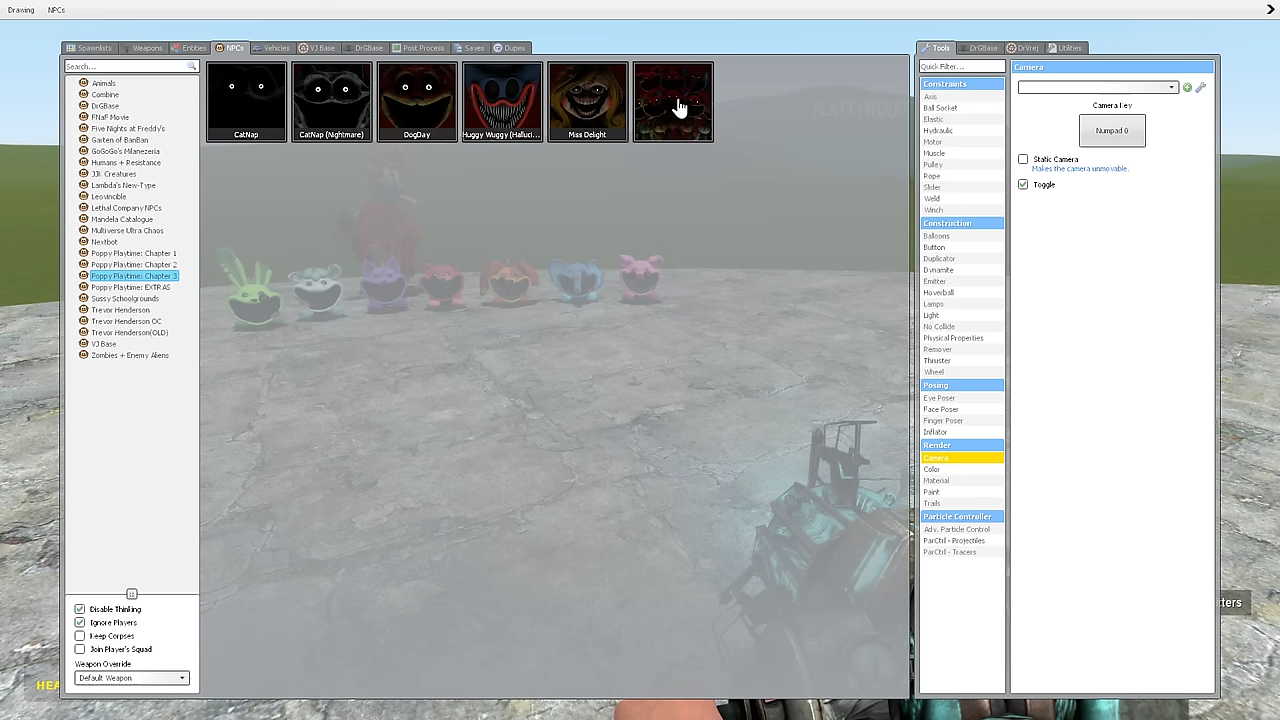 Drawing NPCs
Spawnlists Weapons Entities NPCs Vehicles VJ Base DrGBase Post Process Saves Dupes
Search...
Animals
Combine
DrGBase
FNaF Movie
Five Nights at Freddy's
Garten of BanBan
GoGoGo's Milanezeria
Humans + Resistance
JJK Creatures
Lambda's New-Type
Leovincible
Lethal Company NPCs
Mandela Catalogue
Multiverse Ultra Chaos
Nextbot
Poppy Playtime: Chapter 1
Poppy Playtime: Chapter 2
Poppy Playtime: Chapter 3
Poppy Playtime: EXTRAS
Sussy Schoolgrounds
Trevor Henderson
Trevor Henderson OC
Trevor Henderson(OLD)
VJ Base
Zombies + Enemy Aliens
Disable Thinking
Ignore Players
Keep Corpses
Join Player's Squad
Weapon Override
Default Weapon
CatNap
CatNap (Nightmare)
DogDay
Huggy Wuggy (Halluci...
Miss Delight
FLATTYWOOD
Tools DrGBase DrVrej Utilities
Quick Filter...
Constraints
Axis
Ball Socket
Elastic
Hydraulic
Motor
Muscle
Pulley
Rope
Slider
Weld
Winch
Construction
Balloons
Button
Duplicator
Dynamite
Emitter
Hoverball
Lamps
Light
No Collide
Physical Properties
Remover
Thruster
Wheel
Posing
Eye Poser
Face Poser
Finger Poser
Inflator
Render
Camera
Color
Material
Paint
Trails
Particle Controller
Adv. Particle Control
ParCtrl - Projectiles
ParCtrl - Tracers
Camera
Camera Key
Numpad 0
Static Camera
Makes the camera unmovable.
Toggle
tters
HEA